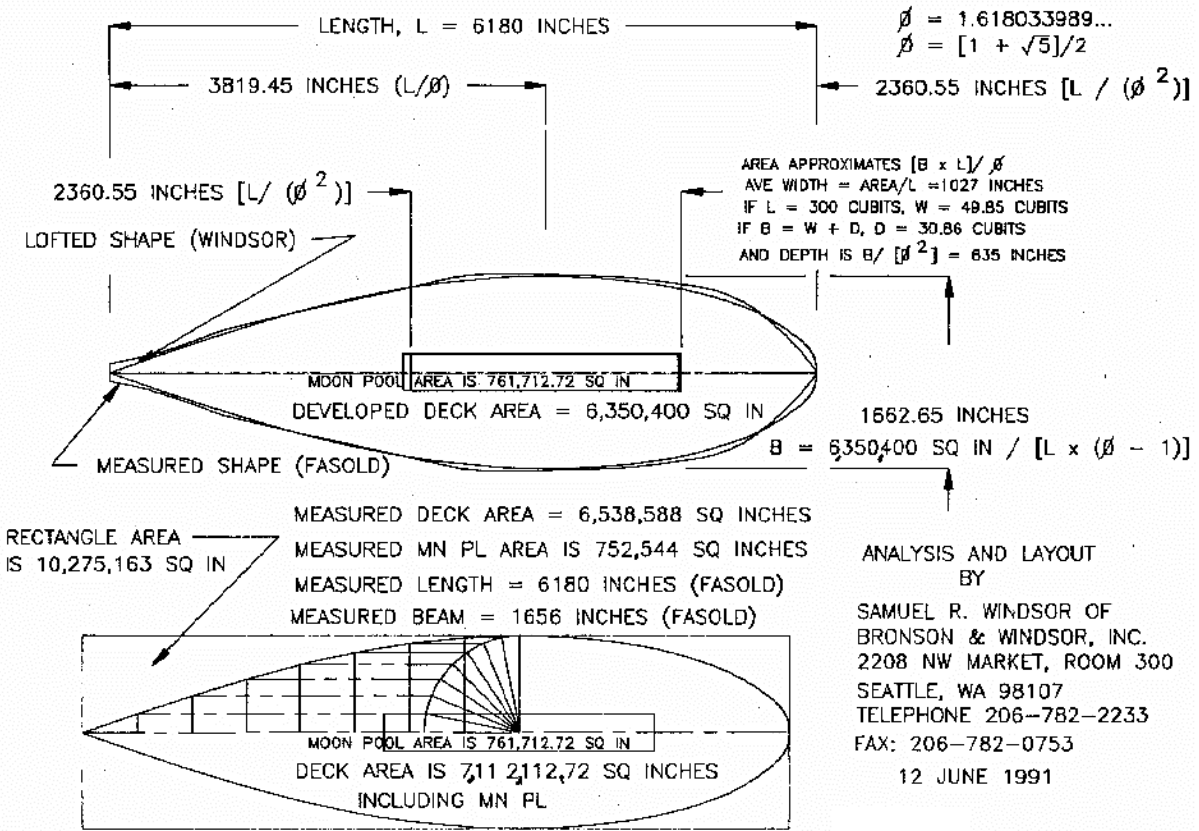 LENGTH, L = 6180 INCHES
ø = 1.618033989...
ø = [1 + √5]/2
3819.45 INCHES (L/ø)
2360.55 INCHES [L / (ø ²)]
2360.55 INCHES [L/ (ø ²)]
AREA APPROXIMATES [B x L]/ ø
AVE WIDTH = AREA/L =1027 INCHES
IF L = 300 CUBITS, W = 49.85 CUBITS
IF B = W + D, D = 30.86 CUBITS
AND DEPTH IS B/ [ø ²] = 635 INCHES
LOFTED SHAPE (WINDSOR)
MOON POOL AREA IS 761,712.72 SQ IN
DEVELOPED DECK AREA = 6,350,400 SQ IN
1662.65 INCHES
B = 6,350,400 SQ IN / [L x (ø - 1)]
MEASURED SHAPE (FASOLD)
RECTANGLE AREA
IS 10,275,163 SQ IN
MEASURED DECK AREA = 6,538,588 SQ INCHES
MEASURED MN PL AREA IS 752,544 SQ INCHES
MEASURED LENGTH = 6180 INCHES (FASOLD)
MEASURED BEAM = 1656 INCHES (FASOLD)
MOON POOL AREA IS 761,712.72 SQ IN
DECK AREA IS 7,11 2,112,72 SQ INCHES
INCLUDING MN PL
ANALYSIS AND LAYOUT
BY
SAMUEL R. WINDSOR OF
BRONSON & WINDSOR, INC.
2208 NW MARKET, ROOM 300
SEATTLE, WA 98107
TELEPHONE 206-782-2233
FAX: 206-782-0753
12 JUNE 1991